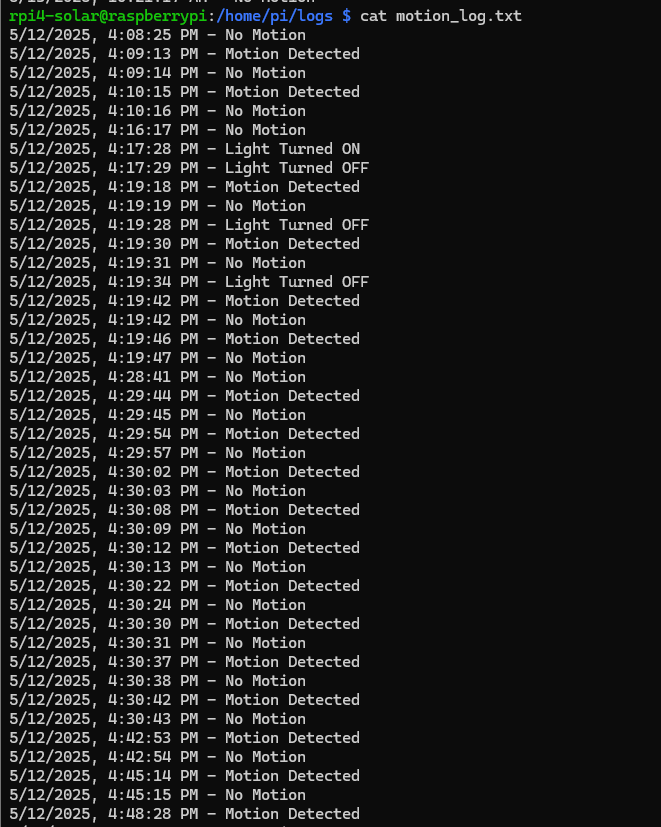 rpi4-solar@raspberrypi:/home/pi/logs $ cat motion_log.txt
5/12/2025, 4:08:25 PM – No Motion
5/12/2025, 4:09:13 PM – Motion Detected
5/12/2025, 4:09:14 PM – No Motion
5/12/2025, 4:10:15 PM – Motion Detected
5/12/2025, 4:10:16 PM – No Motion
5/12/2025, 4:16:17 PM – No Motion
5/12/2025, 4:17:28 PM – Light Turned ON
5/12/2025, 4:17:29 PM – Light Turned OFF
5/12/2025, 4:19:18 PM – Motion Detected
5/12/2025, 4:19:19 PM – No Motion
5/12/2025, 4:19:28 PM – Light Turned OFF
5/12/2025, 4:19:30 PM – Motion Detected
5/12/2025, 4:19:31 PM – No Motion
5/12/2025, 4:19:34 PM – Light Turned OFF
5/12/2025, 4:19:42 PM – Motion Detected
5/12/2025, 4:19:42 PM – No Motion
5/12/2025, 4:19:46 PM – Motion Detected
5/12/2025, 4:19:47 PM – No Motion
5/12/2025, 4:28:41 PM – No Motion
5/12/2025, 4:29:44 PM – Motion Detected
5/12/2025, 4:29:45 PM – No Motion
5/12/2025, 4:29:54 PM – Motion Detected
5/12/2025, 4:29:57 PM – No Motion
5/12/2025, 4:30:02 PM – Motion Detected
5/12/2025, 4:30:03 PM – No Motion
5/12/2025, 4:30:08 PM – Motion Detected
5/12/2025, 4:30:09 PM – No Motion
5/12/2025, 4:30:12 PM – Motion Detected
5/12/2025, 4:30:13 PM – No Motion
5/12/2025, 4:30:22 PM – Motion Detected
5/12/2025, 4:30:24 PM – No Motion
5/12/2025, 4:30:30 PM – Motion Detected
5/12/2025, 4:30:31 PM – No Motion
5/12/2025, 4:30:37 PM – Motion Detected
5/12/2025, 4:30:38 PM – No Motion
5/12/2025, 4:30:42 PM – Motion Detected
5/12/2025, 4:30:43 PM – No Motion
5/12/2025, 4:42:53 PM – Motion Detected
5/12/2025, 4:42:54 PM – No Motion
5/12/2025, 4:45:14 PM – Motion Detected
5/12/2025, 4:45:15 PM – No Motion
5/12/2025, 4:48:28 PM – Motion Detected